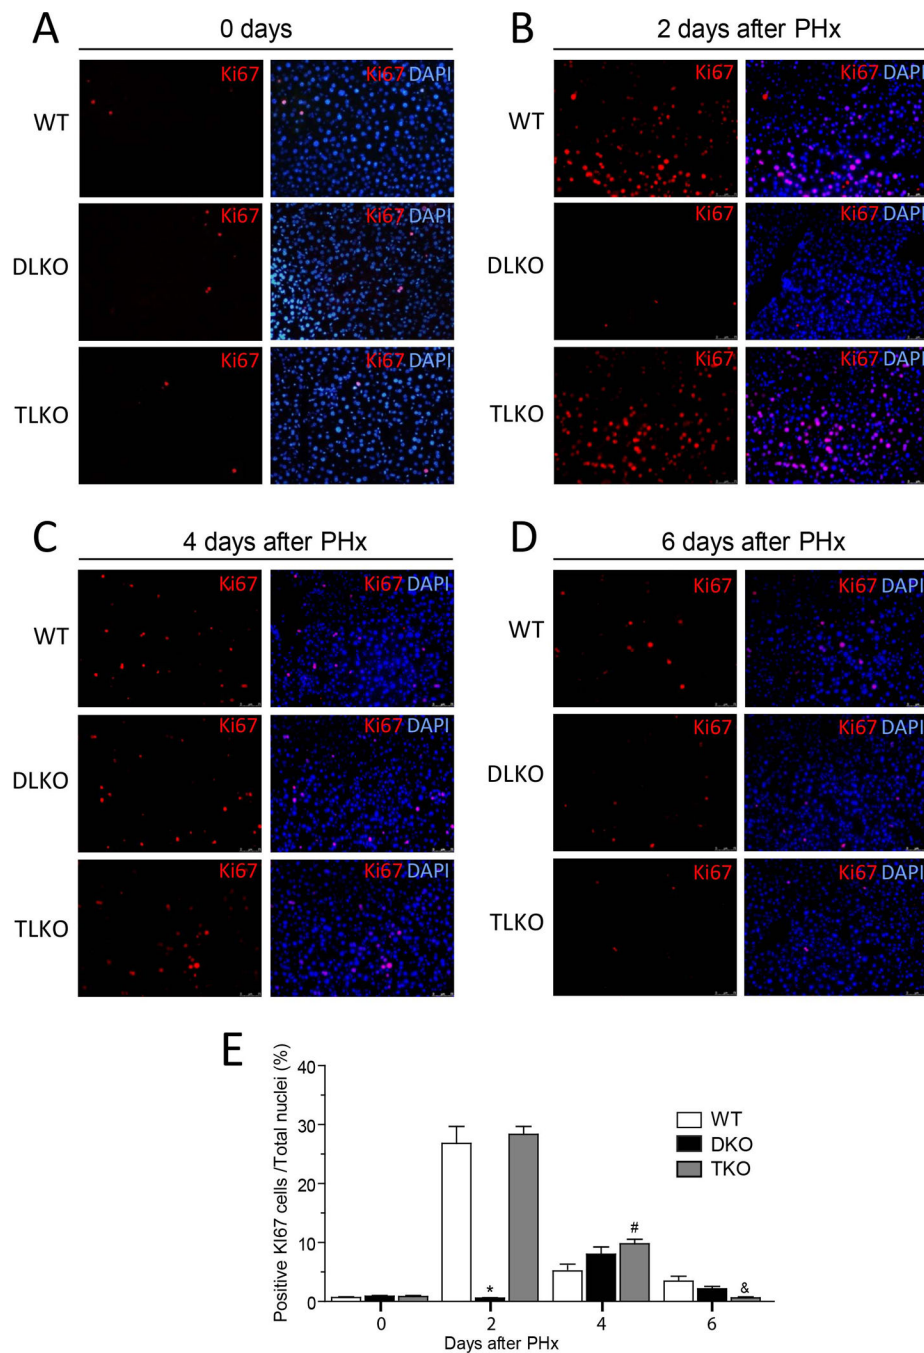 A
0 days
WT
Ki67
Ki67 DAPI
DLKO
Ki67
Ki67 DAPI
TLKO
Ki67
Ki67 DAPI
B
2 days after PHx
WT
Ki67
Ki67 DAPI
DLKO
Ki67
Ki67 DAPI
TLKO
Ki67
Ki67 DAPI
C
4 days after PHx
WT
Ki67
Ki67 DAPI
DLKO
Ki67
Ki67 DAPI
TLKO
Ki67
Ki67 DAPI
D
6 days after PHx
WT
Ki67
Ki67 DAPI
DLKO
Ki67
Ki67 DAPI
TLKO
Ki67
Ki67 DAPI
E
Positive KI67 cells /Total nuclei (%)
40
30
20
10
0
WT
DKO
TKO
*
#
&
0
2
4
6
Days after PHx